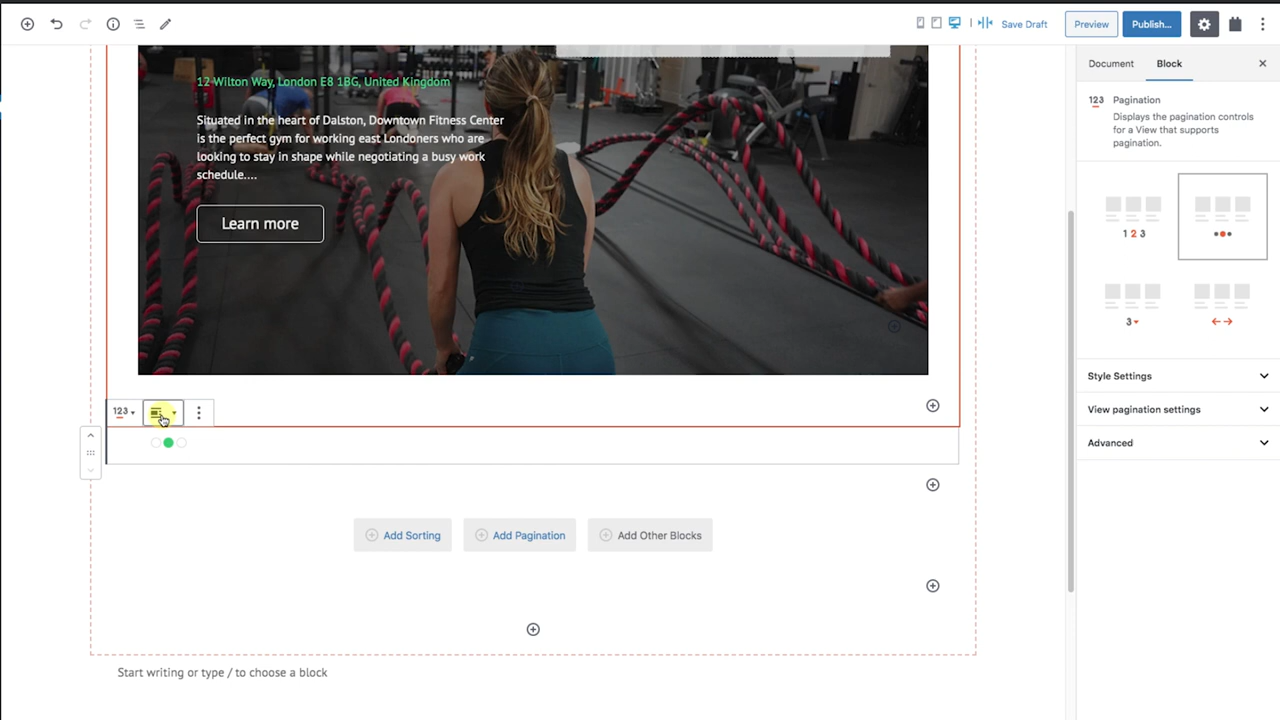 Save Draft
Preview
Publish...
Document
Block
123
Pagination
Displays the pagination controls
for a View that supports
pagination.
1 2 3
3
Style Settings
View pagination settings
Advanced
12 Wilton Way, London E8 1BG, United Kingdom
Situated in the heart of Dalston, Downtown Fitness Center
is the perfect gym for working east Londoners who are
looking to stay in shape while negotiating a busy work
schedule....
Learn more
123
Add Sorting
Add Pagination
Add Other Blocks
Start writing or type / to choose a block